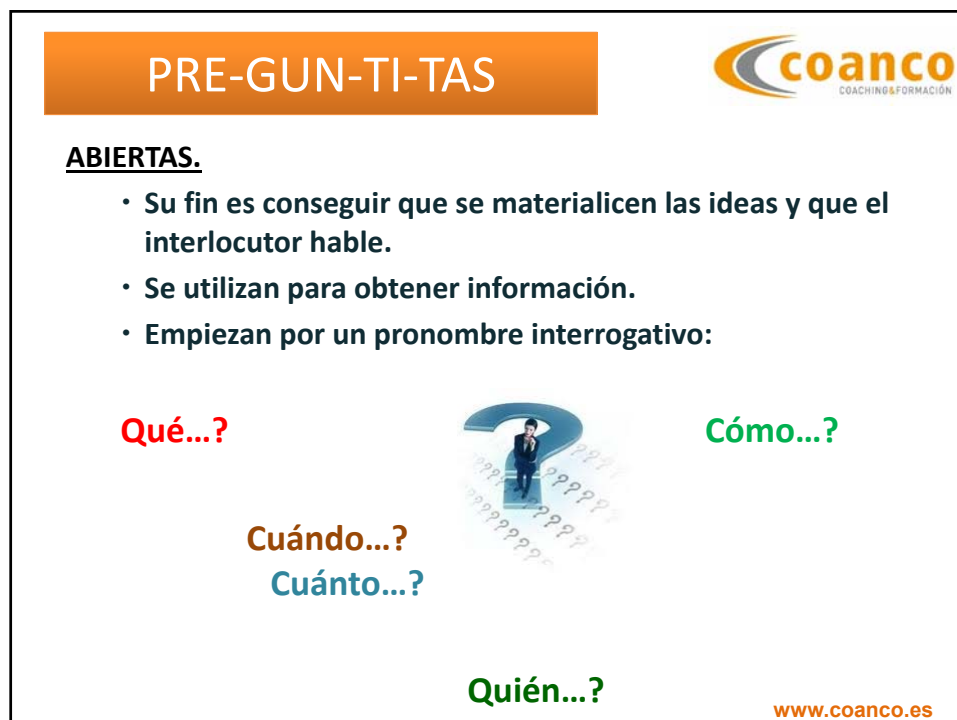 PRE-GUN-TI-TAS
coanco
COACHING&FORMACIÓN
ABIERTAS.
· Su fin es conseguir que se materialicen las ideas y que el
interlocutor hable.
· Se utilizan para obtener información.
· Empiezan por un pronombre interrogativo:
Qué...? Cómo...?
Cuándo...?
Cuánto...?
Quién...?
www.coanco.es